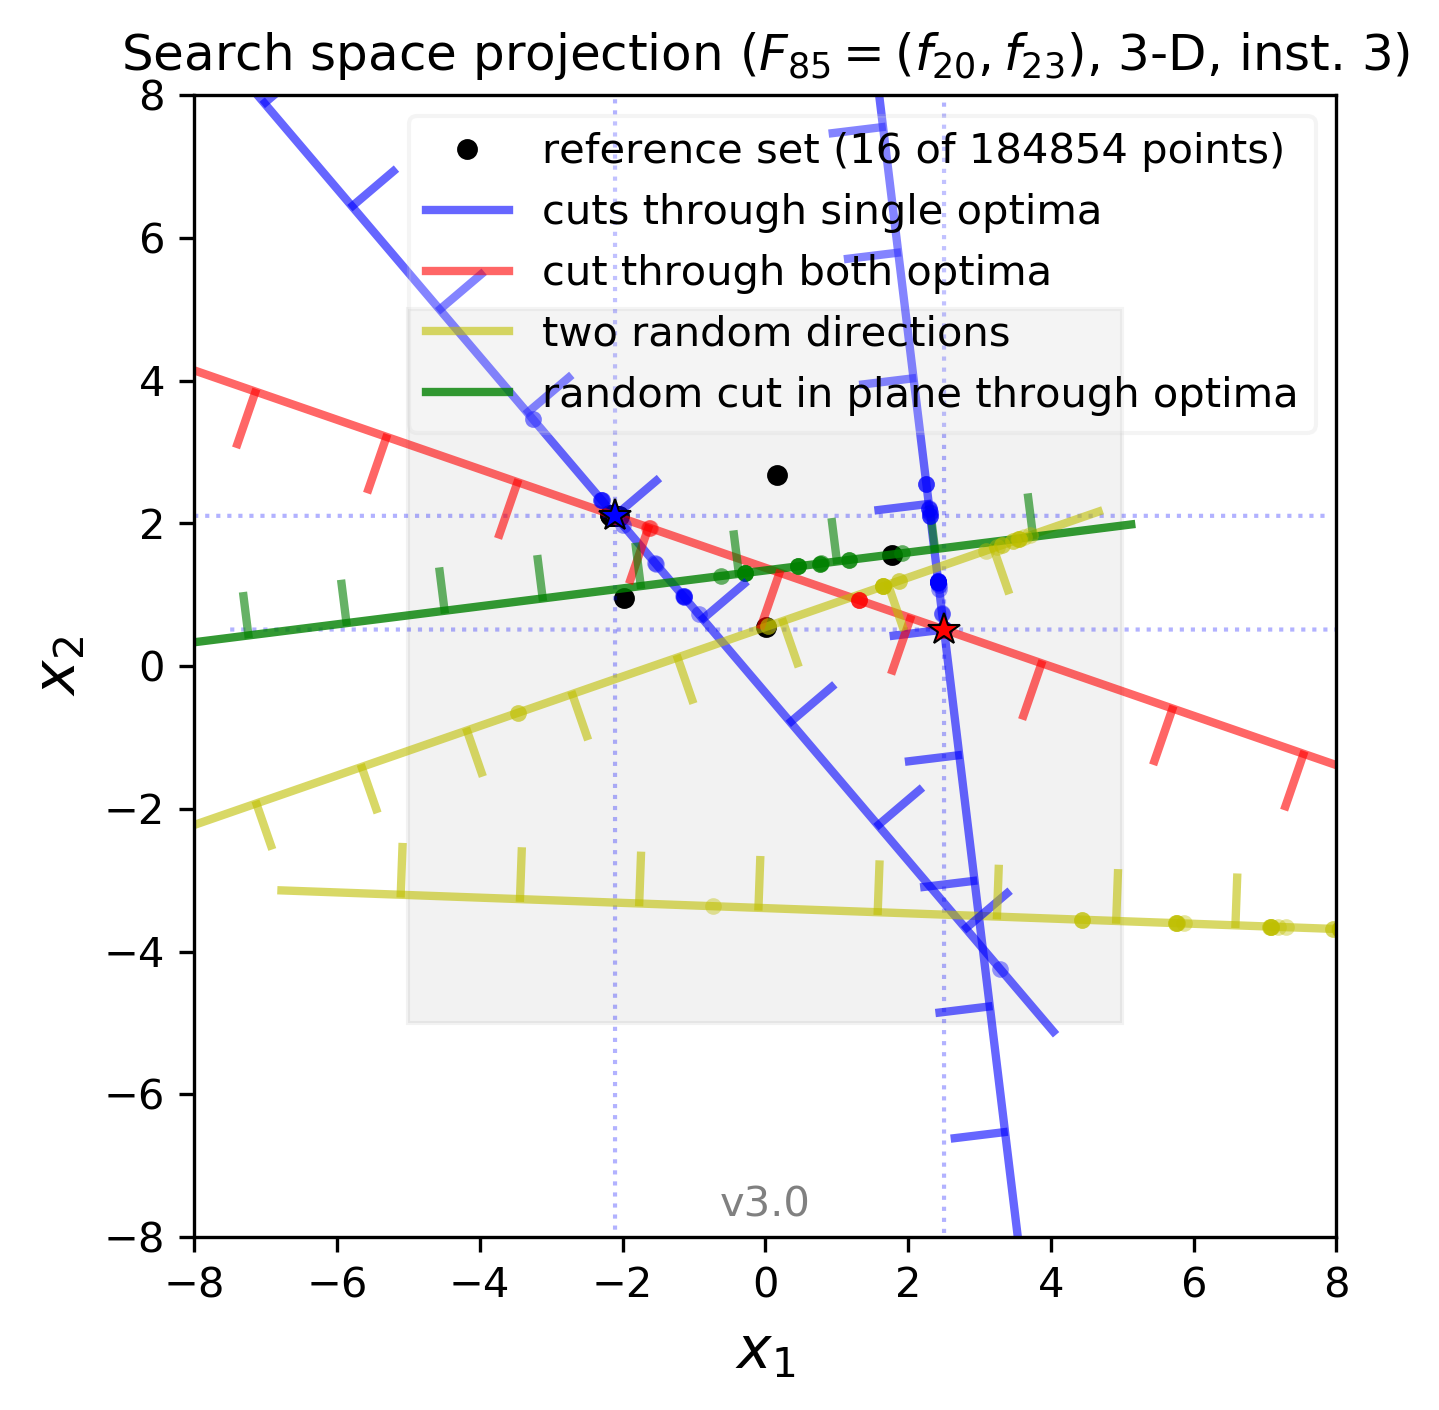 Search space projection (F₈₅ = (f₂₀, f₂₃), 3-D, inst. 3)
reference set (16 of 184854 points)
cuts through single optima
cut through both optima
two random directions
random cut in plane through optima
8
6
4
2
0
−2
−4
−6
−8
x₂
v3.0
−8 −6 −4 −2 0 2 4 6 8
x₁